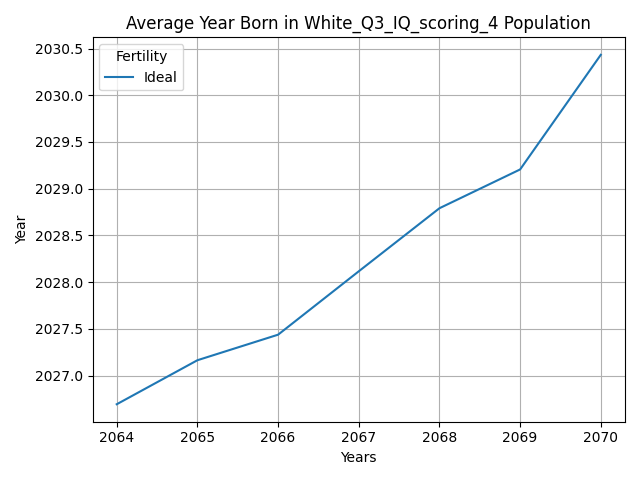 Average Year Born in White_Q3_IQ_scoring_4 Population
Fertility
Ideal
2030.5
2030.0
2029.5
2029.0
2028.5
2028.0
2027.5
2027.0
Year
2064 2065 2066 2067 2068 2069 2070
Years